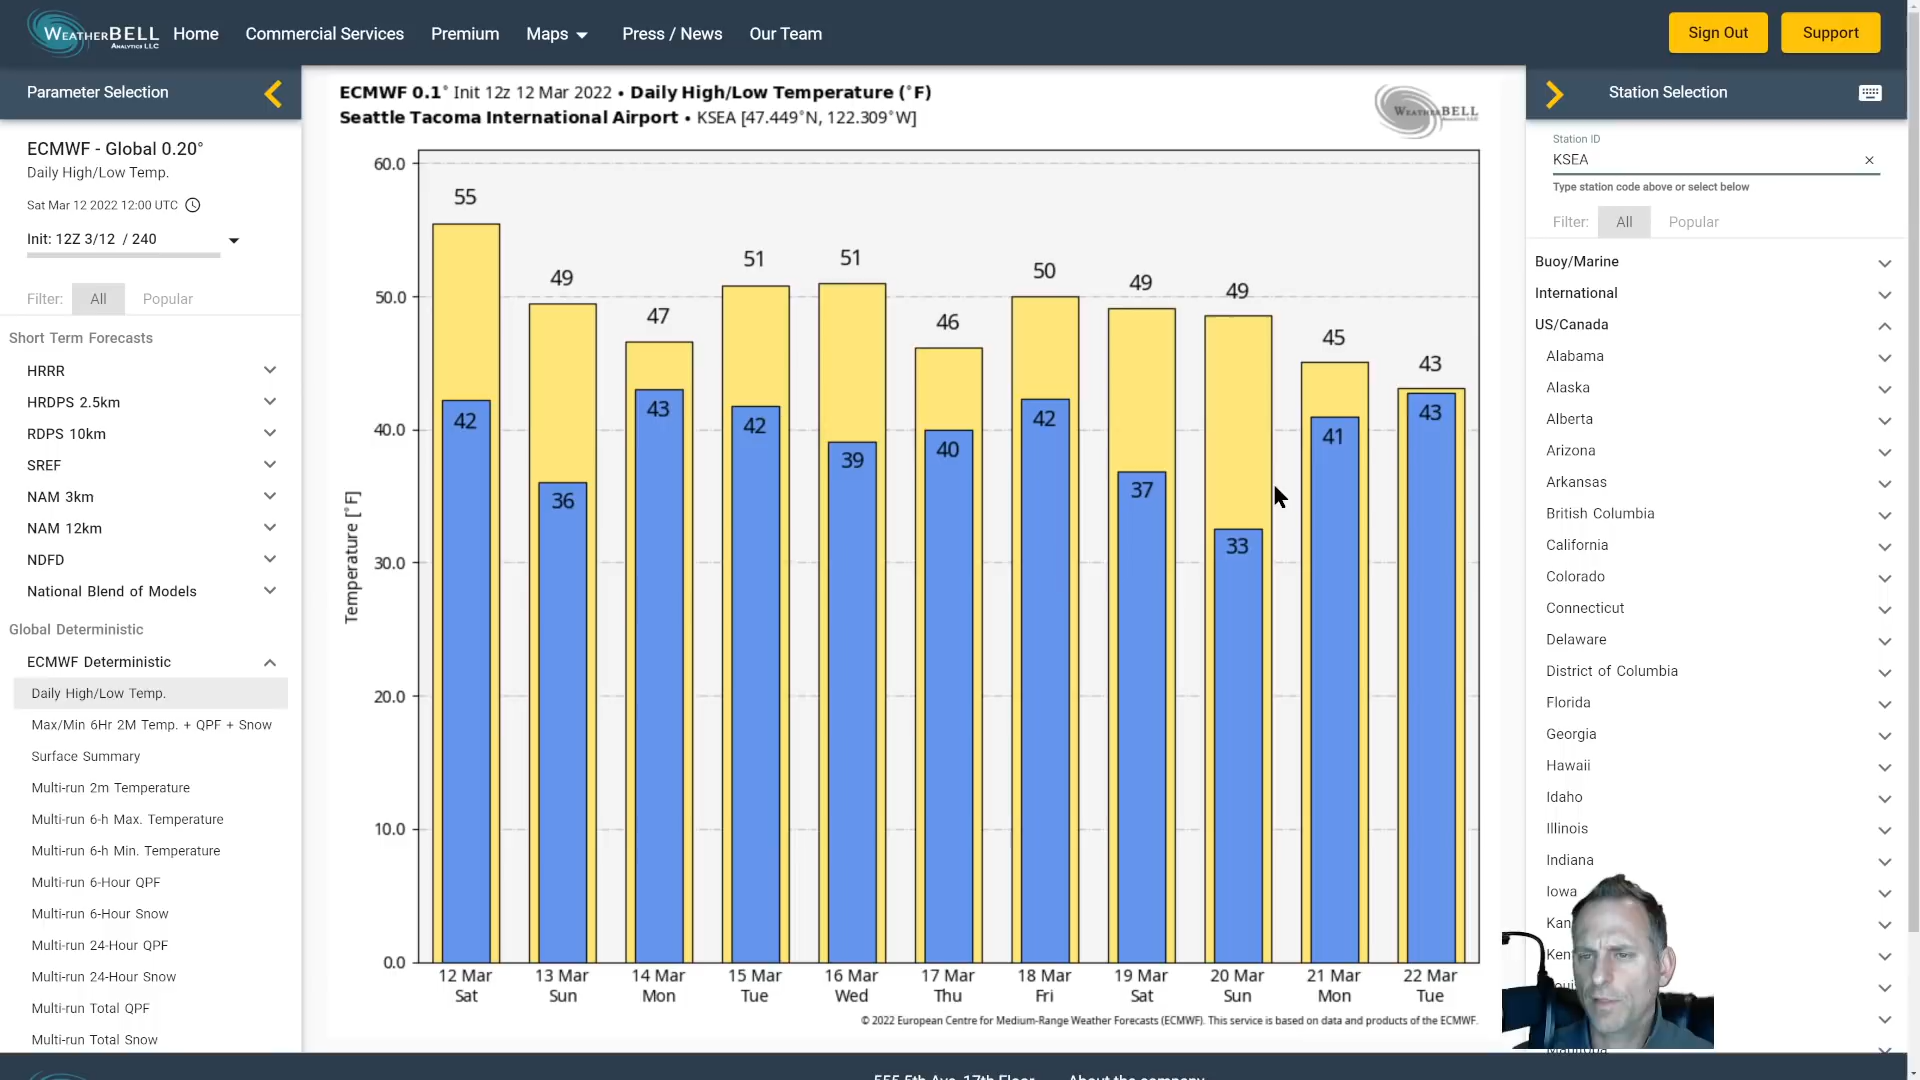 WEATHERBELL
ANALYTICS LLC
Home
Commercial Services
Premium
Maps
Press / News
Our Team
Sign Out
Support
Parameter Selection
ECMWF - Global 0.20°
Daily High/Low Temp.
Sat Mar 12 2022 12:00 UTC
Init: 12Z 3/12 / 240
Filter: All Popular
Short Term Forecasts
HRRR
HRDPS 2.5km
RDPS 10km
SREF
NAM 3km
NAM 12km
NDFD
National Blend of Models
Global Deterministic
ECMWF Deterministic
Daily High/Low Temp.
Max/Min 6Hr 2M Temp. + QPF + Snow
Surface Summary
Multi-run 2m Temperature
Multi-run 6-h Max. Temperature
Multi-run 6-h Min. Temperature
Multi-run 6-Hour QPF
Multi-run 6-Hour Snow
Multi-run 24-Hour QPF
Multi-run 24-Hour Snow
Multi-run Total QPF
Multi-run Total Snow
ECMWF 0.1° Init 12z 12 Mar 2022 • Daily High/Low Temperature (°F)
Seattle Tacoma International Airport • KSEA [47.449°N, 122.309°W]
WEATHERBELL
Temperature [°F]
60.0
50.0
40.0
30.0
20.0
10.0
0.0
55 49 47 51 51 46 50 49 49 45 43
42 36 43 42 39 40 42 37 33 41 43
12 Mar 13 Mar 14 Mar 15 Mar 16 Mar 17 Mar 18 Mar 19 Mar 20 Mar 21 Mar 22 Mar
Sat Sun Mon Tue Wed Thu Fri Sat Sun Mon Tue
© 2022 European Centre for Medium-Range Weather Forecasts (ECMWF). This service is based on data and products of the ECMWF.
Station Selection
Station ID
KSEA
Type station code above or select below
Filter: All Popular
Buoy/Marine
International
US/Canada
Alabama
Alaska
Alberta
Arizona
Arkansas
British Columbia
California
Colorado
Connecticut
Delaware
District of Columbia
Florida
Georgia
Hawaii
Idaho
Illinois
Indiana
Iowa
Kan
Ken
555 5th Ave, 17th Floor
About the company